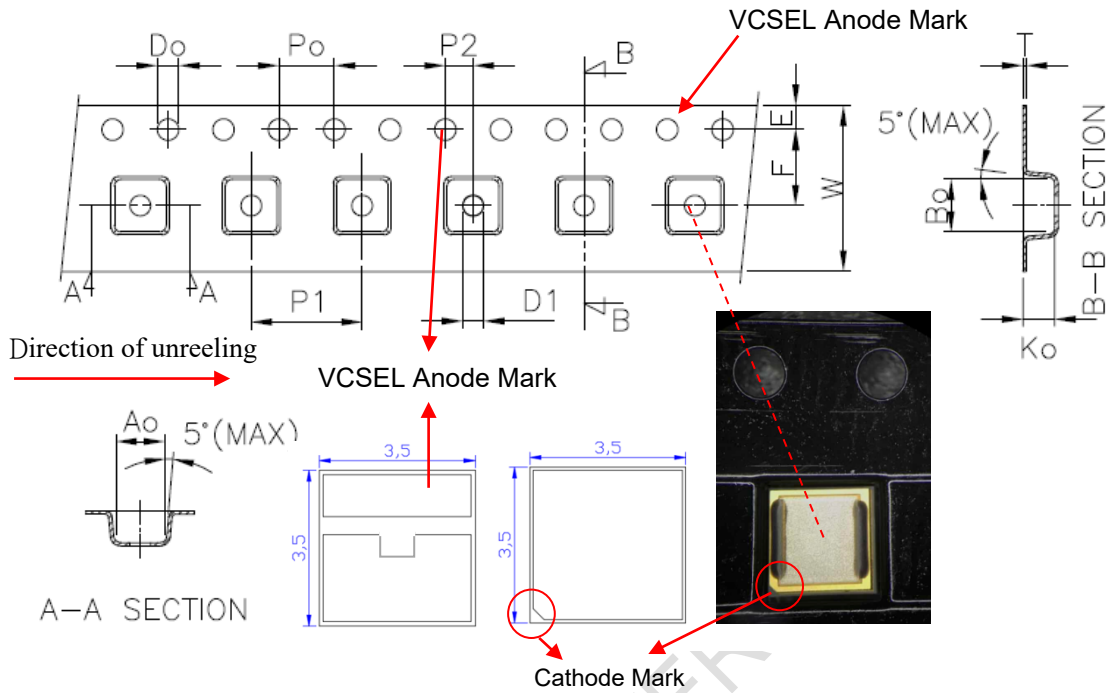 VCSEL Anode Mark
Do
Po
P2
B
T
E
5°(MAX)
F
W
Bo
B-B SECTION
A
A
P1
D1
B
Ko
Direction of unreeling
VCSEL Anode Mark
Ao
5°(MAX)
3,5
3,5
3,5
3,5
A-A SECTION
Cathode Mark